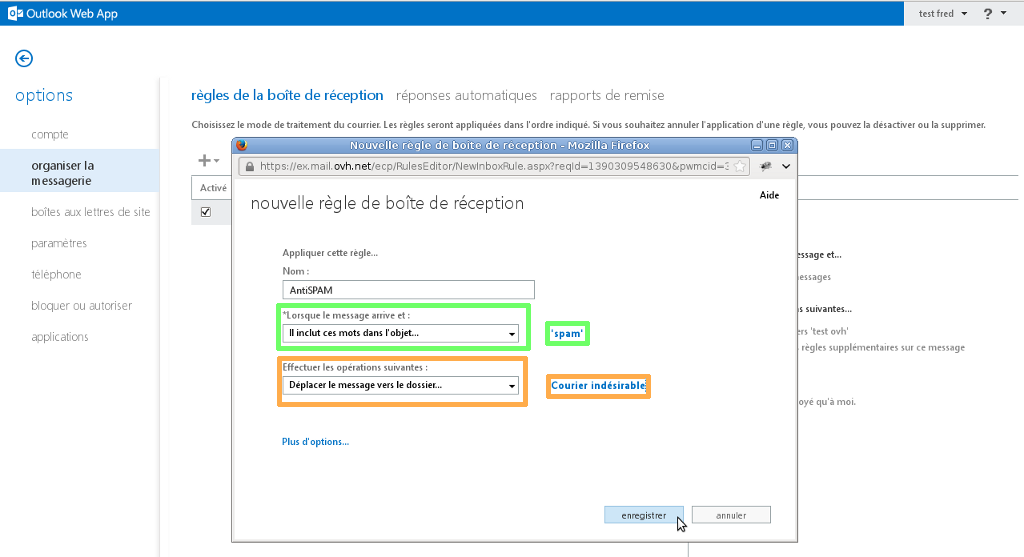 Outlook Web App
test fred
?
options
règles de la boîte de réception réponses automatiques rapports de remise
compte
Choisissez le mode de traitement du courrier. Les règles seront appliquées dans l'ordre indiqué. Si vous souhaitez annuler l'application d'une règle, vous pouvez la désactiver ou la supprimer.
organiser la
messagerie
boîtes aux lettres de site
paramètres
téléphone
bloquer ou autoriser
applications
Activé
Nouvelle règle de boîte de réception - Mozilla Firefox
https://ex.mail.ovh.net/ecp/RulesEditor/NewInboxRule.aspx?reqId=1390309548630&pwmcid=3
Aide
nouvelle règle de boîte de réception
Appliquer cette règle...
Nom :
AntiSPAM
*Lorsque le message arrive et :
Il inclut ces mots dans l'objet...
'spam'
Effectuer les opérations suivantes :
Déplacer le message vers le dossier...
Courier indésirable
Plus d'options...
enregistrer
annuler
essage et...
essages
s suivantes...
ers 'test ovh'
règles supplémentaires sur ce message
oyé qu'à moi.